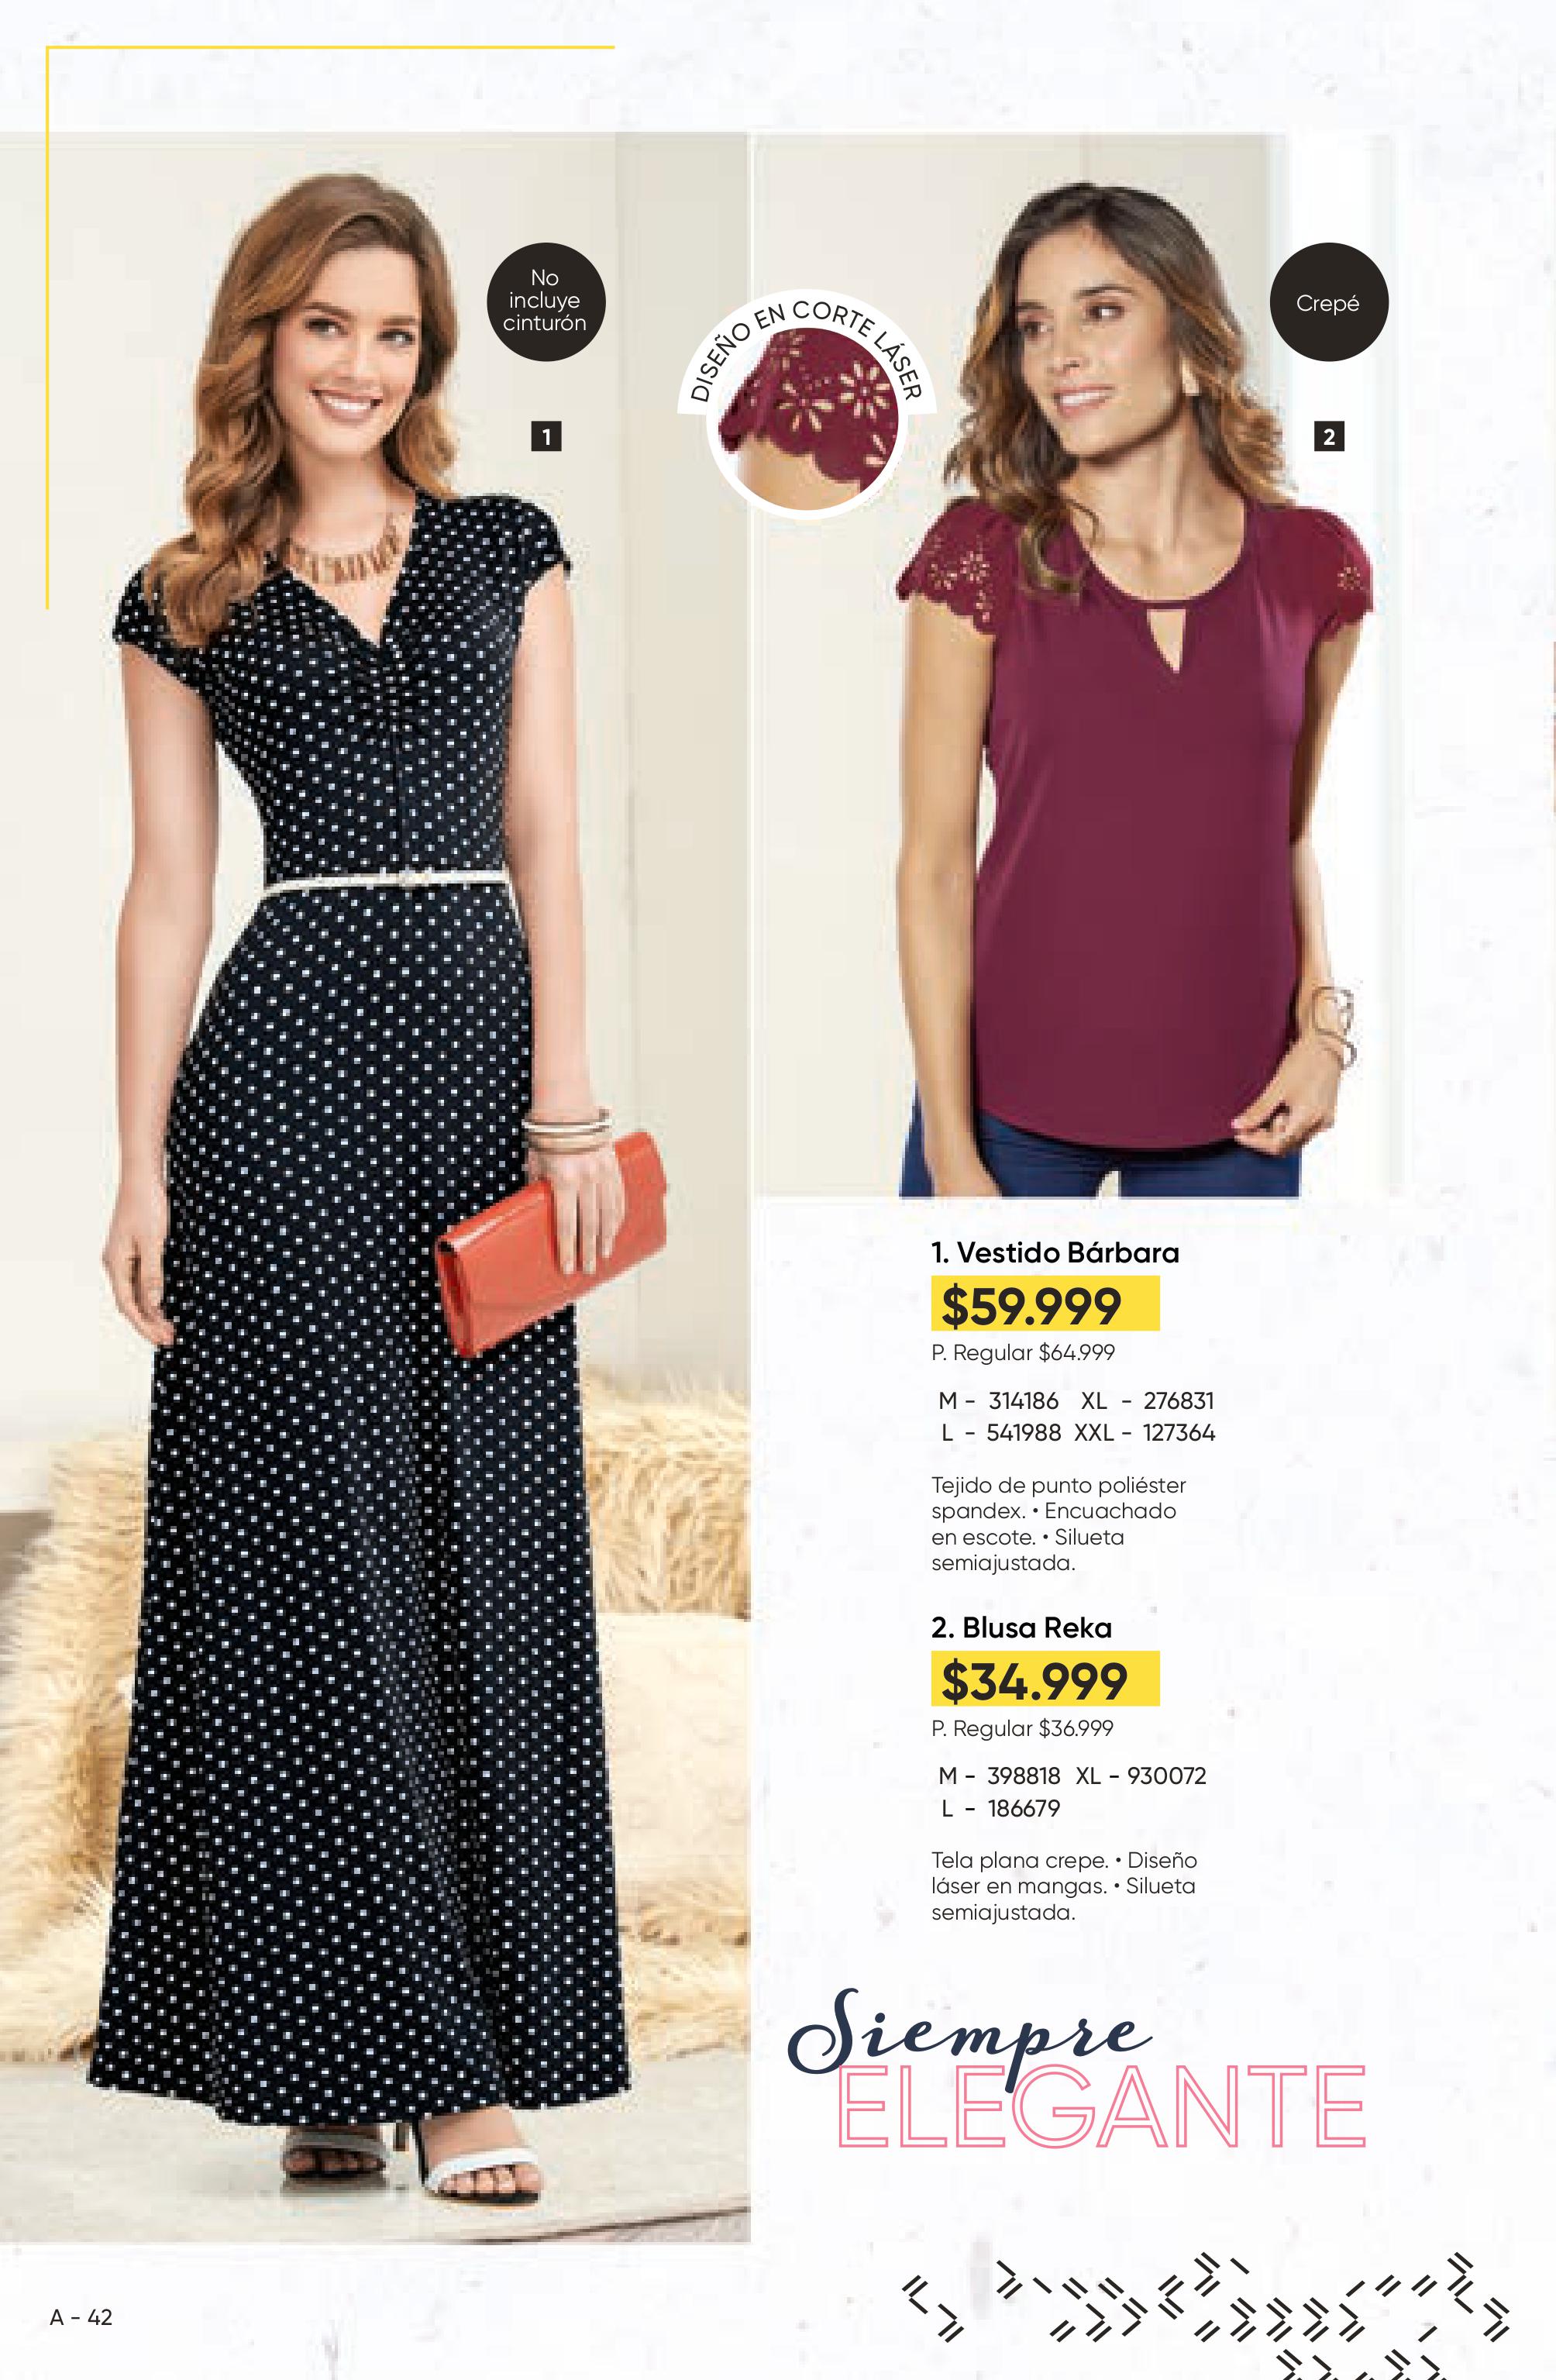 No
incluye
cinturón
1
DISEÑO EN CORTE LÁSER
Crepé
2
1. Vestido Bárbara
$59.999
P. Regular $64.999
M - 314186 XL - 276831
L - 541988 XXL - 127364
Tejido de punto poliéster
spandex. • Encuachado
en escote. • Silueta
semiajustada.
2. Blusa Reka
$34.999
P. Regular $36.999
M - 398818 XL - 930072
L - 186679
Tela plana crepe. • Diseño
láser en mangas. • Silueta
semiajustada.
Siempre
ELEGANTE
A - 42